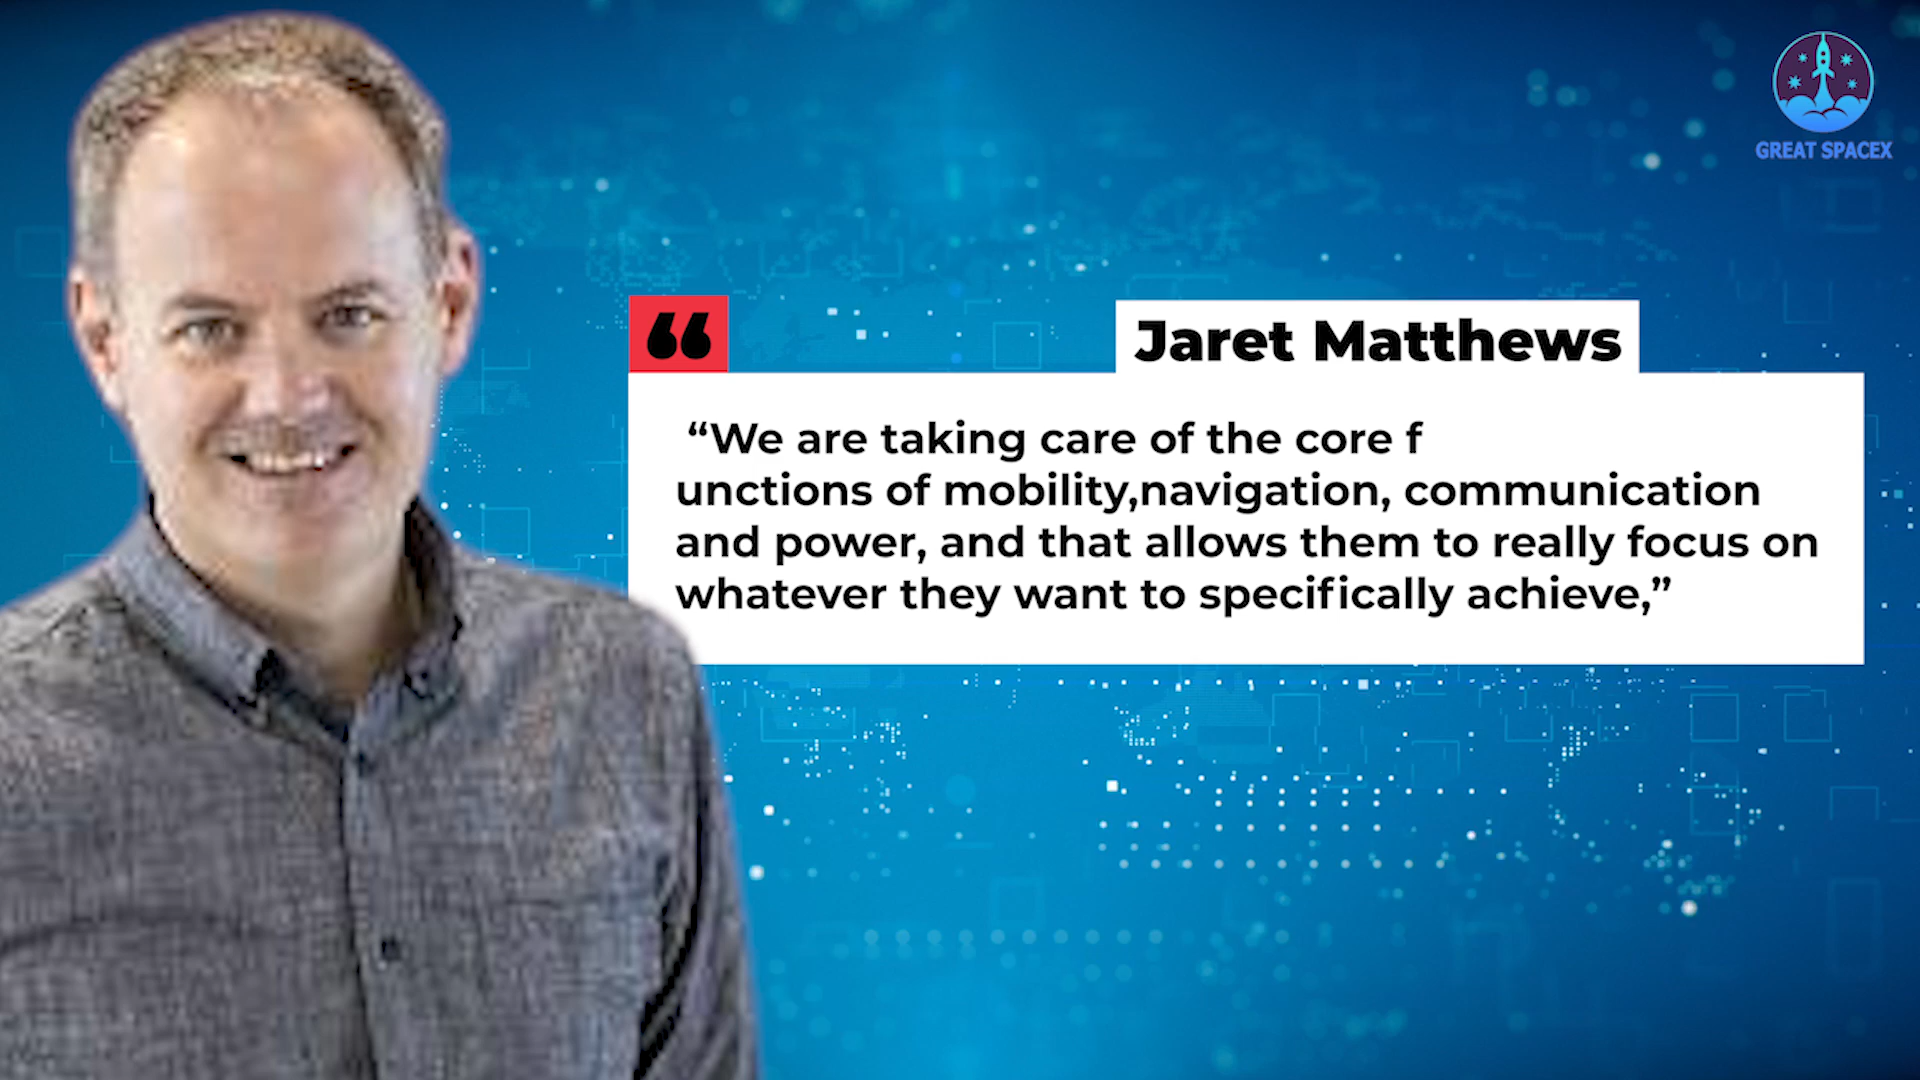 GREAT SPACEX
Jaret Matthews
“We are taking care of the core f
unctions of mobility,navigation, communication
and power, and that allows them to really focus on
whatever they want to specifically achieve,”